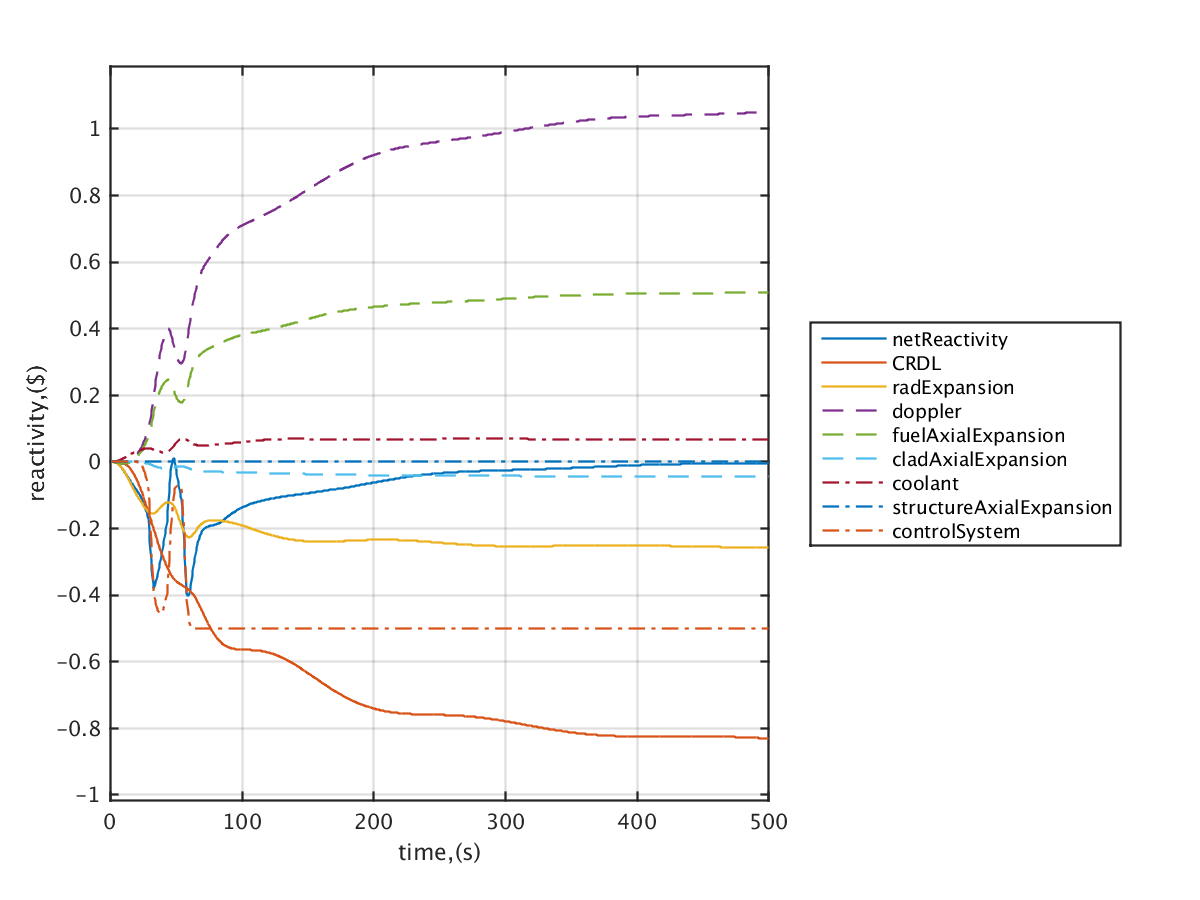 1
0.8
0.6
0.4
0.2
0
−0.2
−0.4
−0.6
−0.8
−1
0 100 200 300 400 500
time,(s)
reactivity,($)
netReactivity
CRDL
radExpansion
doppler
fuelAxialExpansion
cladAxialExpansion
coolant
structureAxialExpansion
controlSystem